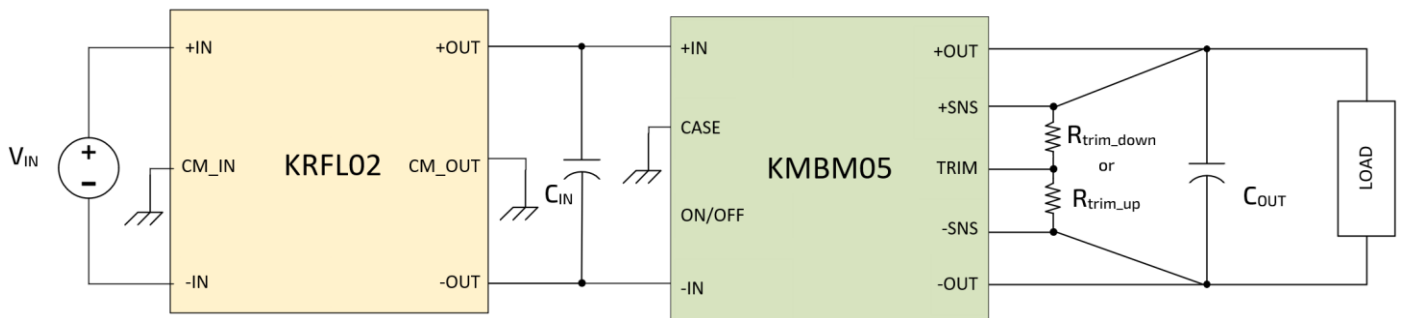 VIN
+
-
+IN
CM_IN
-IN
KRFL02
+OUT
CM_OUT
-OUT
CIN
+IN
CASE
ON/OFF
-IN
KMBM05
+OUT
+SNS
TRIM
-SNS
-OUT
Rtrim_down
or
Rtrim_up
COUT
LOAD